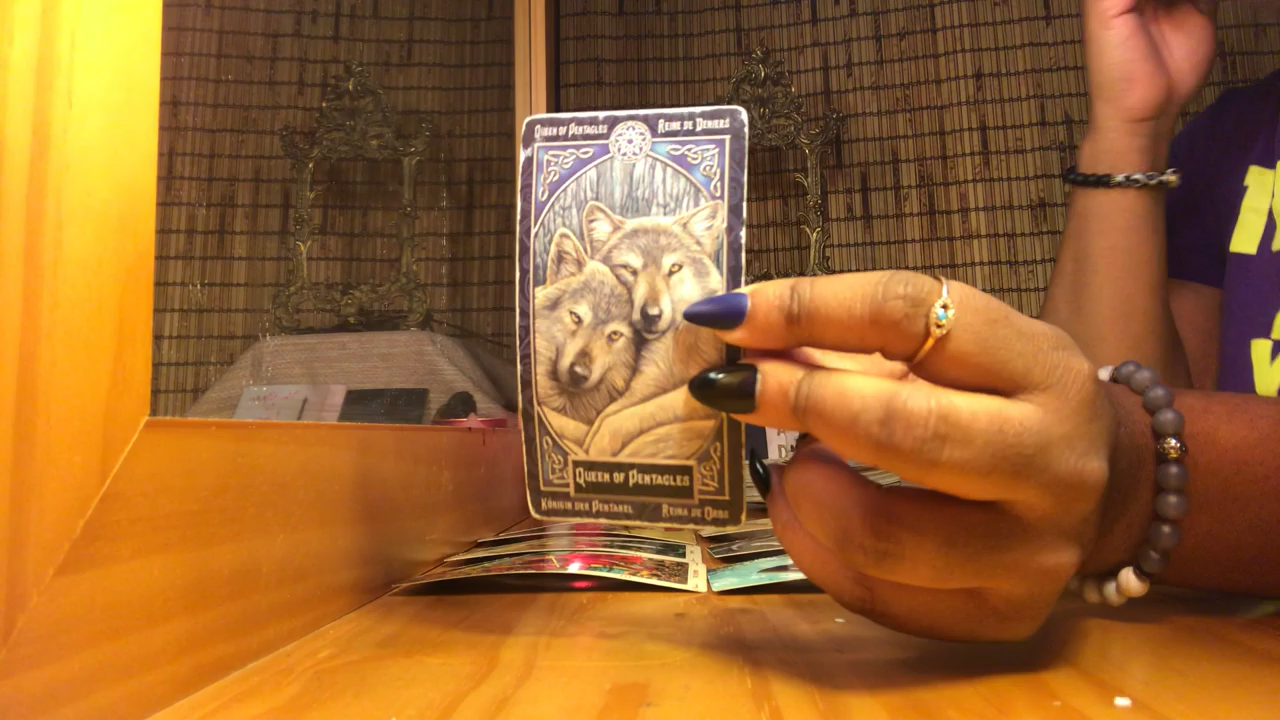 Queen of Pentacles
Reine de Deniers
Queen of Pentacles
Königin der Pentakel
Reina de Oros